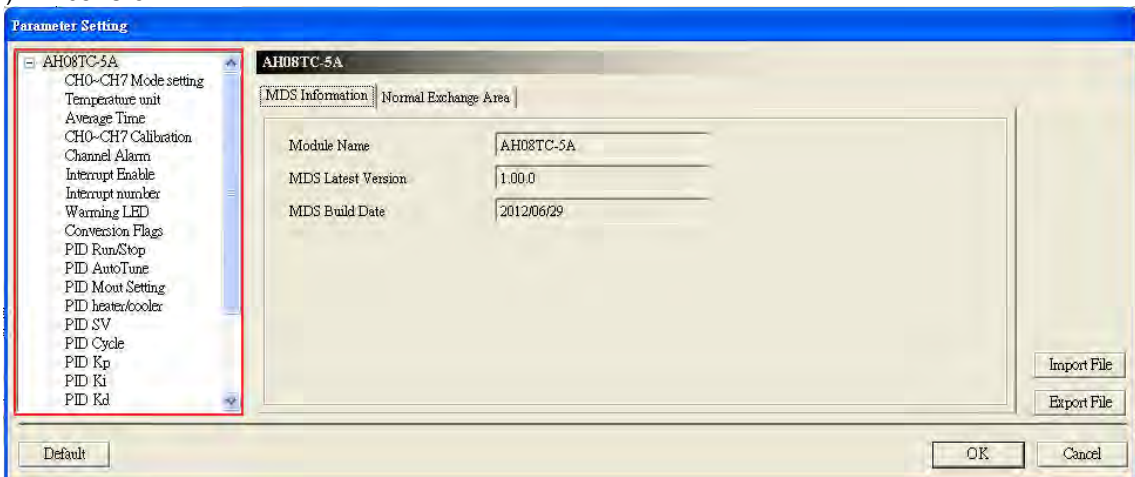 Parameter Setting
AH08TC-5A
CH0~CH7 Mode setting
Temperature unit
Average Time
CH0~CH7 Calibration
Channel Alarm
Interrupt Enable
Interrupt number
Warming LED
Conversion Flags
PID Run/Stop
PID AutoTune
PID Mout Setting
PID heater/cooler
PID SV
PID Cycle
PID Kp
PID Ki
PID Kd
AH08TC-5A
MDS Information
Normal Exchange Area
Module Name AH08TC-5A
MDS Latest Version 1.00.0
MDS Build Date 2012/06/29
Import File
Export File
Default
OK
Cancel